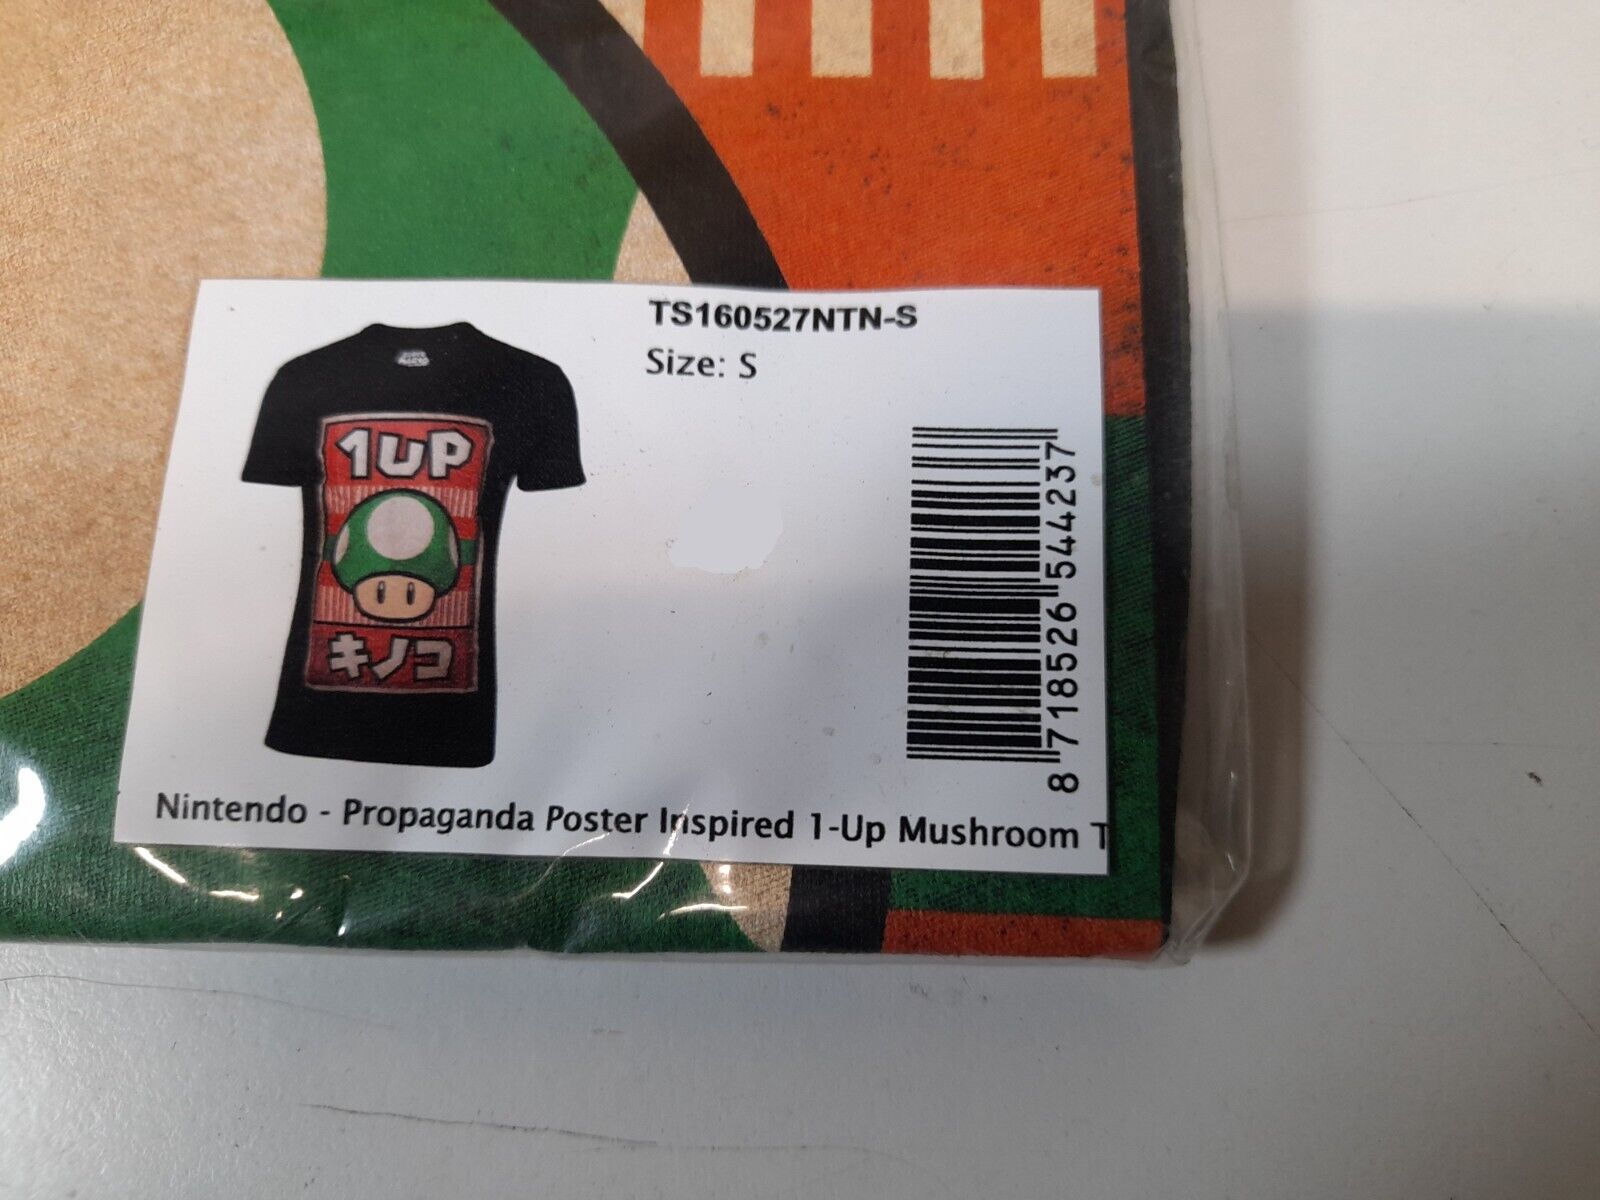 TS160527NTN-S
Size: S
1UP
キノコ
8 718526 544237
Nintendo - Propaganda Poster Inspired 1-Up Mushroom T